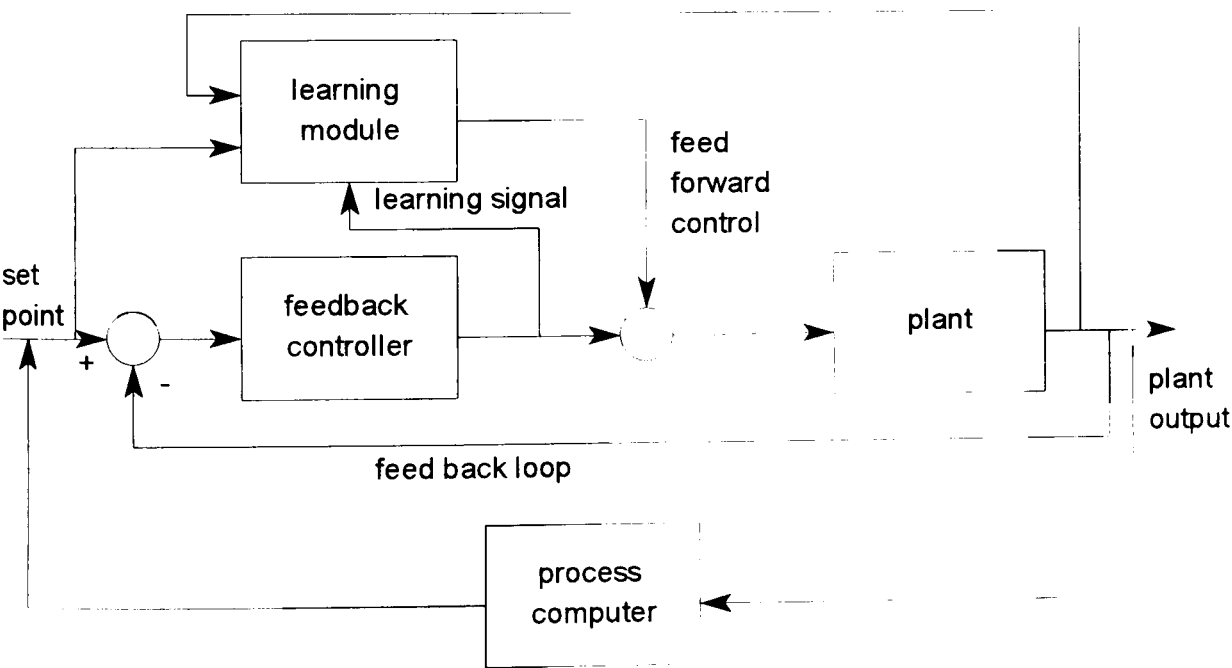 learning
module
feed
forward
control
learning signal
set
point
+
-
feedback
controller
plant
plant
output
feed back loop
process
computer